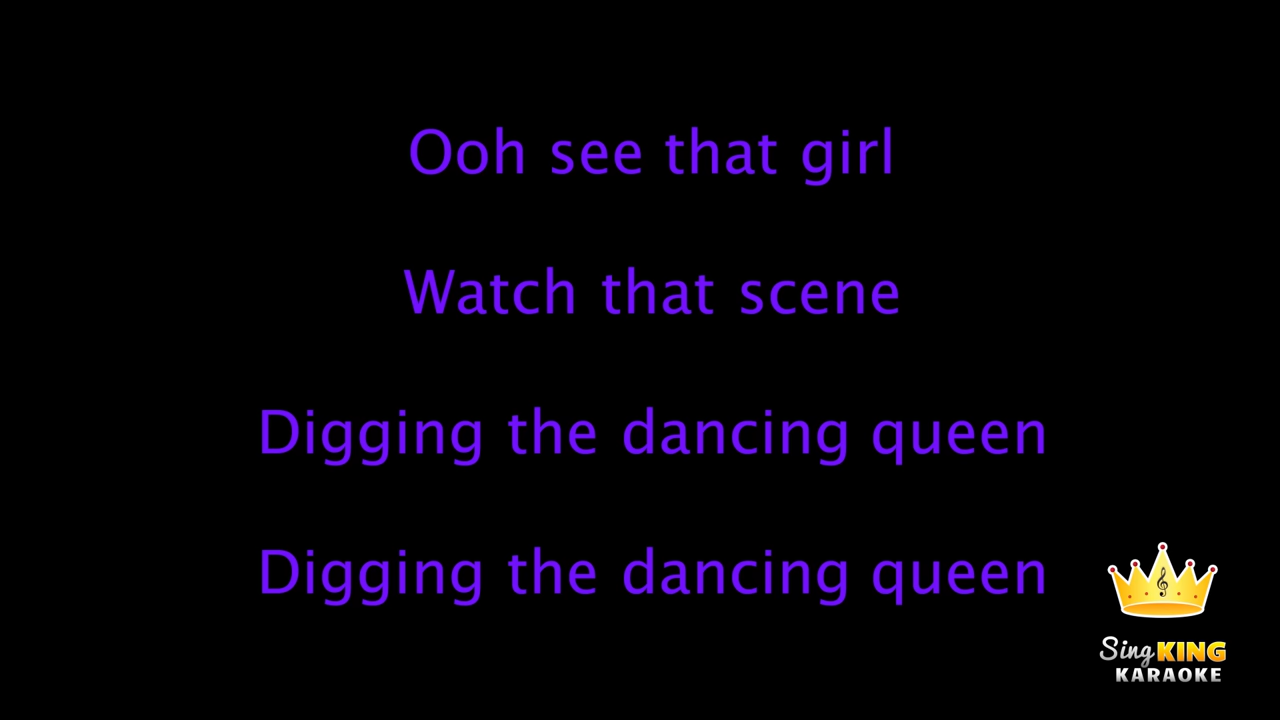 Ooh see that girl
Watch that scene
Digging the dancing queen
Digging the dancing queen
Sing KING
KARAOKE